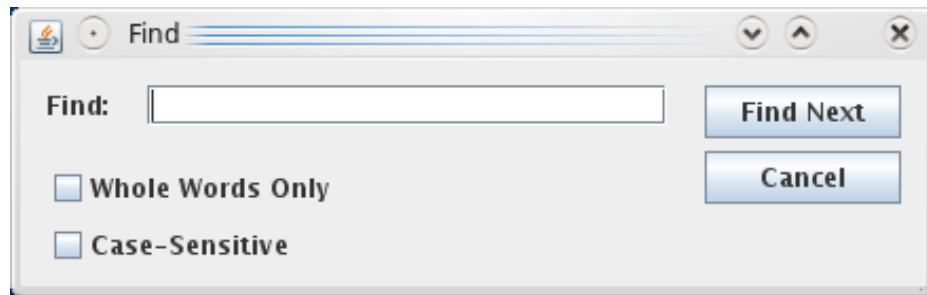 Find
Find:
Find Next
Cancel
Whole Words Only
Case-Sensitive